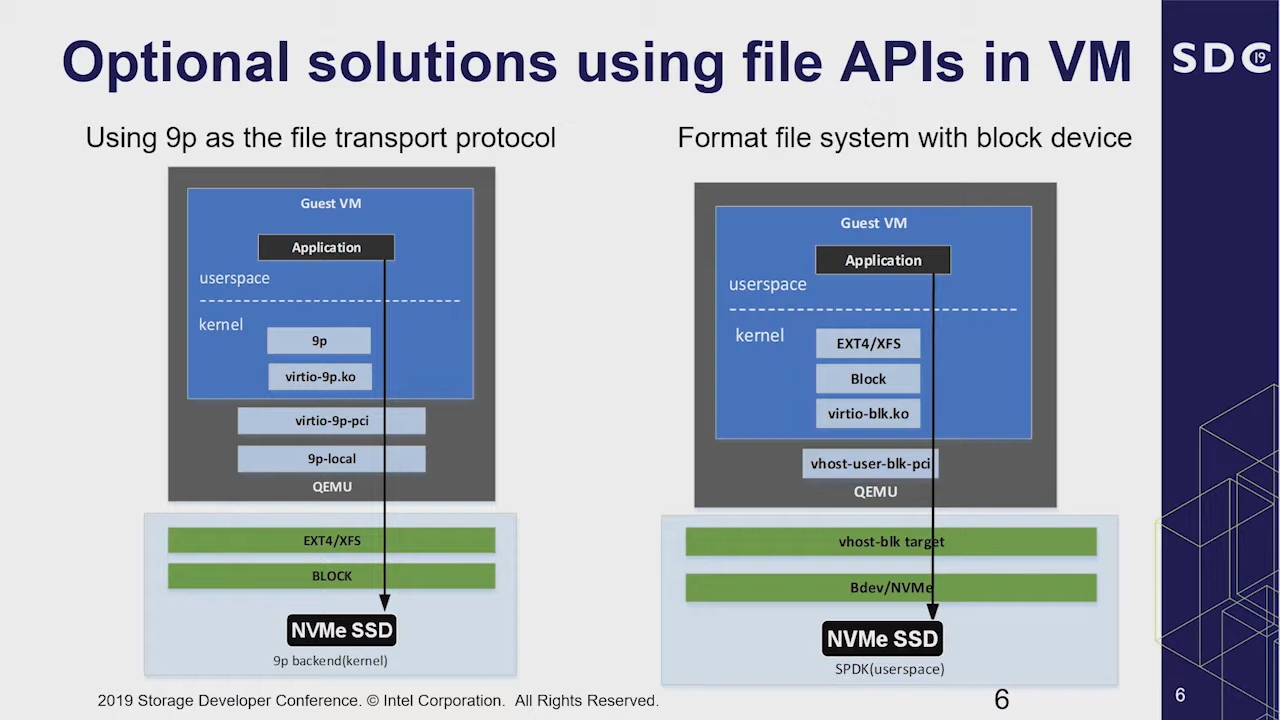 Optional solutions using file APIs in VM
SDC 19
Using 9p as the file transport protocol
Guest VM
Application
userspace
kernel
9p
virtio-9p.ko
virtio-9p-pci
9p-local
QEMU
EXT4/XFS
BLOCK
NVMe SSD
9p backend(kernel)
Format file system with block device
Guest VM
Application
userspace
kernel
EXT4/XFS
Block
virtio-blk.ko
vhost-user-blk-pci
QEMU
vhost-blk target
Bdev/NVMe
NVMe SSD
SPDK(userspace)
2019 Storage Developer Conference. © Intel Corporation. All Rights Reserved.
6
6